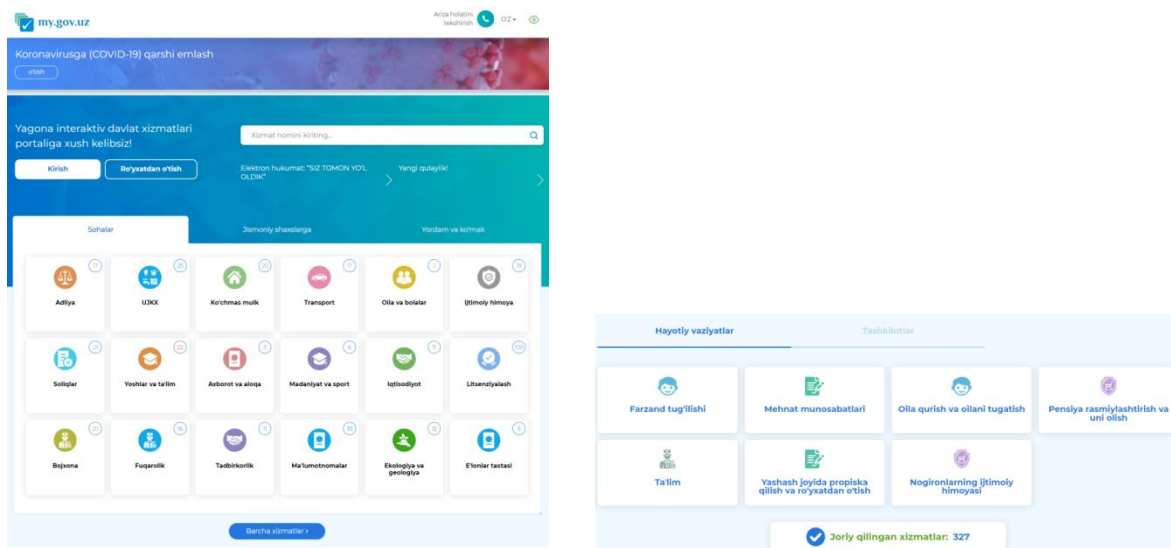 my.gov.uz
Ariza holatini
tekshirish
O'Z
Koronavirusga (COVID-19) qarshi emlash
o'tish
Yagona interaktiv davlat xizmatlari
portaliga xush kelibsiz!
Xizmat nomini kiriting...
Kirish
Ro'yxatdan o'tish
Elektron hukumat: "SIZ TOMON YO'L
OLDIK"
Yangi qulaylik!
Sohalar
Jismoniy shaxslarga
Yordam va ko'mak
Adliya
UJKX
Ko'chmas mulk
Transport
Oila va bolalar
Ijtimoiy himoya
Soliqlar
Yoshlar va ta'lim
Axborot va aloqa
Madaniyat va sport
Iqtisodiyot
Litsenziyalash
Bojxona
Fuqarolik
Tadbirkorlik
Ma'lumotnomalar
Ekologiya va
geologiya
E'lonlar taxtasi
Barcha xizmatlar ›
Hayotiy vaziyatlar
Tashkilotlar
Farzand tug'ilishi
Mehnat munosabatlari
Oila qurish va oilani tugatish
Pensiya rasmiylashtirish va
uni olish
Ta'lim
Yashash joyida propiska
qilish va ro'yxatdan o'tish
Nogironlarning ijtimoiy
himoyasi
Joriy qilingan xizmatlar: 327